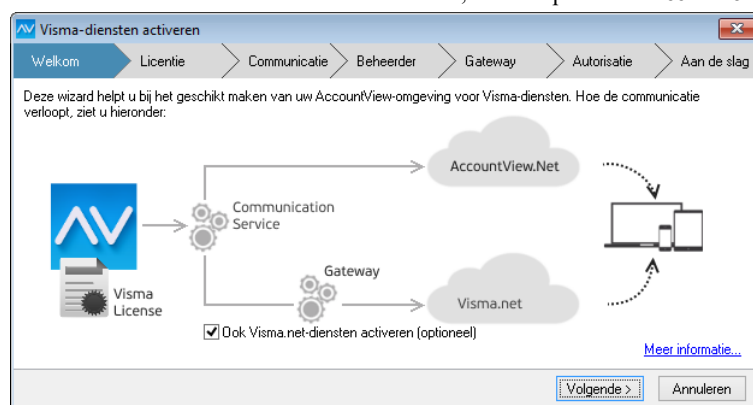 Visma-diensten activeren
Welkom
Licentie
Communicatie
Beheerder
Gateway
Autorisatie
Aan de slag
Deze wizard helpt u bij het geschikt maken van uw AccountView-omgeving voor Visma-diensten. Hoe de communicatie
verloopt, ziet u hieronder:
AccountView.Net
Communication
Service
Gateway
Visma
License
Visma.net
Ook Visma.net-diensten activeren (optioneel)
Meer informatie...
Volgende >
Annuleren